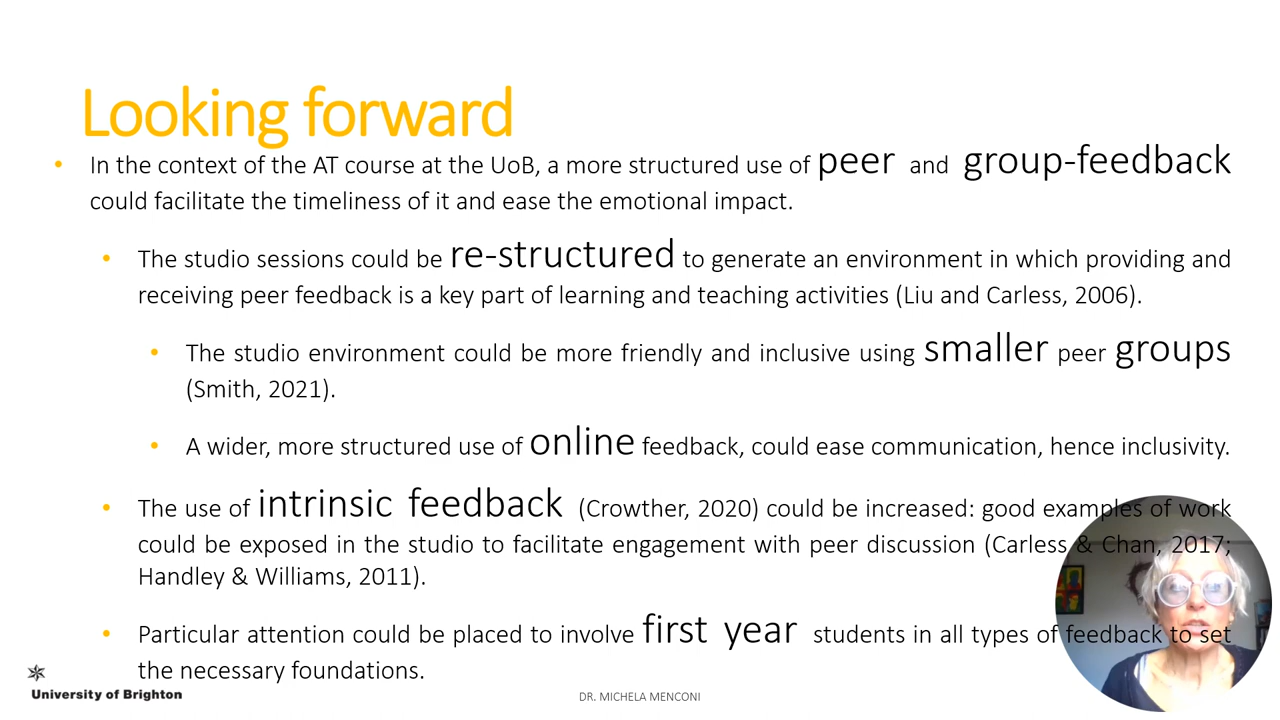 Looking forward
• In the context of the AT course at the UoB, a more structured use of peer and group-feedback
could facilitate the timeliness of it and ease the emotional impact.
• The studio sessions could be re-structured to generate an environment in which providing and
receiving peer feedback is a key part of learning and teaching activities (Liu and Carless, 2006).
• The studio environment could be more friendly and inclusive using smaller peer groups
(Smith, 2021).
• A wider, more structured use of online feedback, could ease communication, hence inclusivity.
• The use of intrinsic feedback (Crowther, 2020) could be increased: good examples of work
could be exposed in the studio to facilitate engagement with peer discussion (Carless & Chan, 2017;
Handley & Williams, 2011).
• Particular attention could be placed to involve first year students in all types of feedback to set
the necessary foundations.
University of Brighton
DR. MICHELA MENCONI